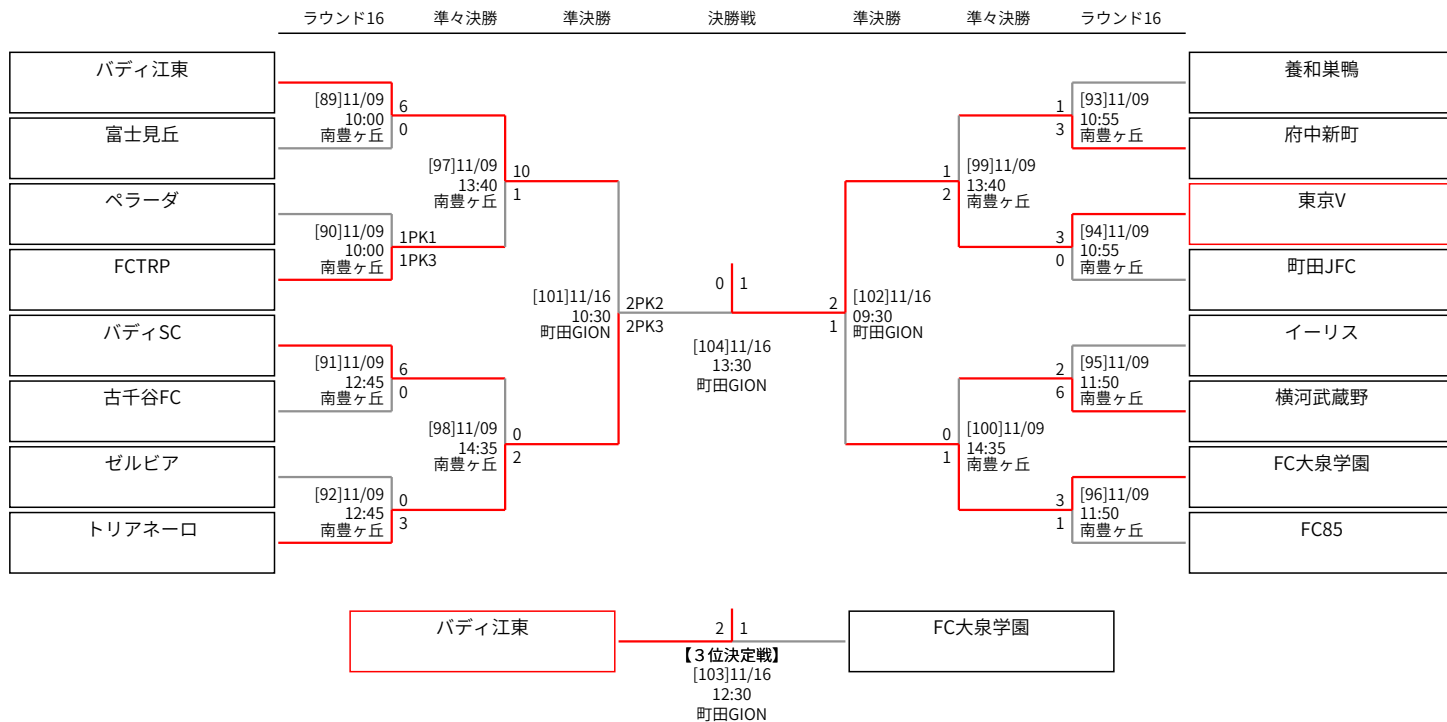 ラウンド16 準々決勝 準決勝 決勝戦 準決勝 準々決勝 ラウンド16
バディ江東
富士見丘
[89]11/09
10:00
南豊ヶ丘
6
0
ペラーダ
FCTRP
[90]11/09
10:00
南豊ヶ丘
1PK1
1PK3
[97]11/09
13:40
南豊ヶ丘
10
1
バディSC
古千谷FC
[91]11/09
12:45
南豊ヶ丘
6
0
ゼルビア
トリアネーロ
[92]11/09
12:45
南豊ヶ丘
0
3
[98]11/09
14:35
南豊ヶ丘
0
2
[101]11/16
10:30
町田GION
2PK2
2PK3
0 1
[104]11/16
13:30
町田GION
2
1
[102]11/16
09:30
町田GION
1
2
[99]11/09
13:40
南豊ヶ丘
1
3
[93]11/09
10:55
南豊ヶ丘
養和巣鴨
府中新町
3
0
[94]11/09
10:55
南豊ヶ丘
東京V
町田JFC
0
1
[100]11/09
14:35
南豊ヶ丘
2
6
[95]11/09
11:50
南豊ヶ丘
イーリス
横河武蔵野
3
1
[96]11/09
11:50
南豊ヶ丘
FC大泉学園
FC85
バディ江東
2 1
FC大泉学園
【３位決定戦】
[103]11/16
12:30
町田GION